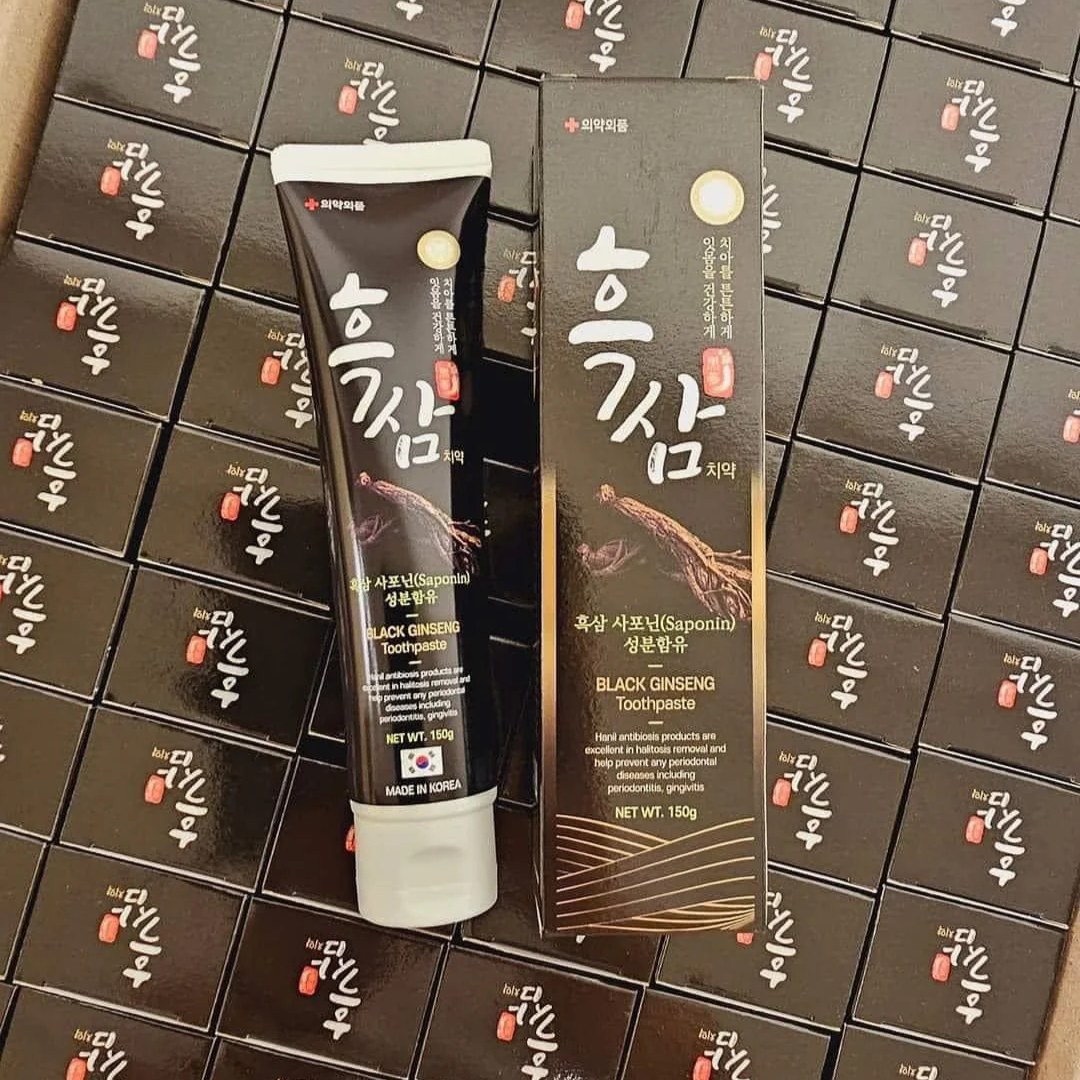 의약외품
치아를 튼튼하게
잇몸을 건강하게
흑삼
치약
흑삼 사포닌(Saponin)
성분함유
BLACK GINSENG
Toothpaste
Hanil antibiosis products are
excellent in halitosis removal and
help prevent any periodontal
diseases including
periodontitis, gingivitis
NET WT. 150g
MADE IN KOREA
의약외품
치아를 튼튼하게
잇몸을 건강하게
흑삼
치약
흑삼 사포닌(Saponin)
성분함유
BLACK GINSENG
Toothpaste
Hanil antibiosis products are
excellent in halitosis removal and
help prevent any periodontal
diseases including
periodontitis, gingivitis
NET WT. 150g